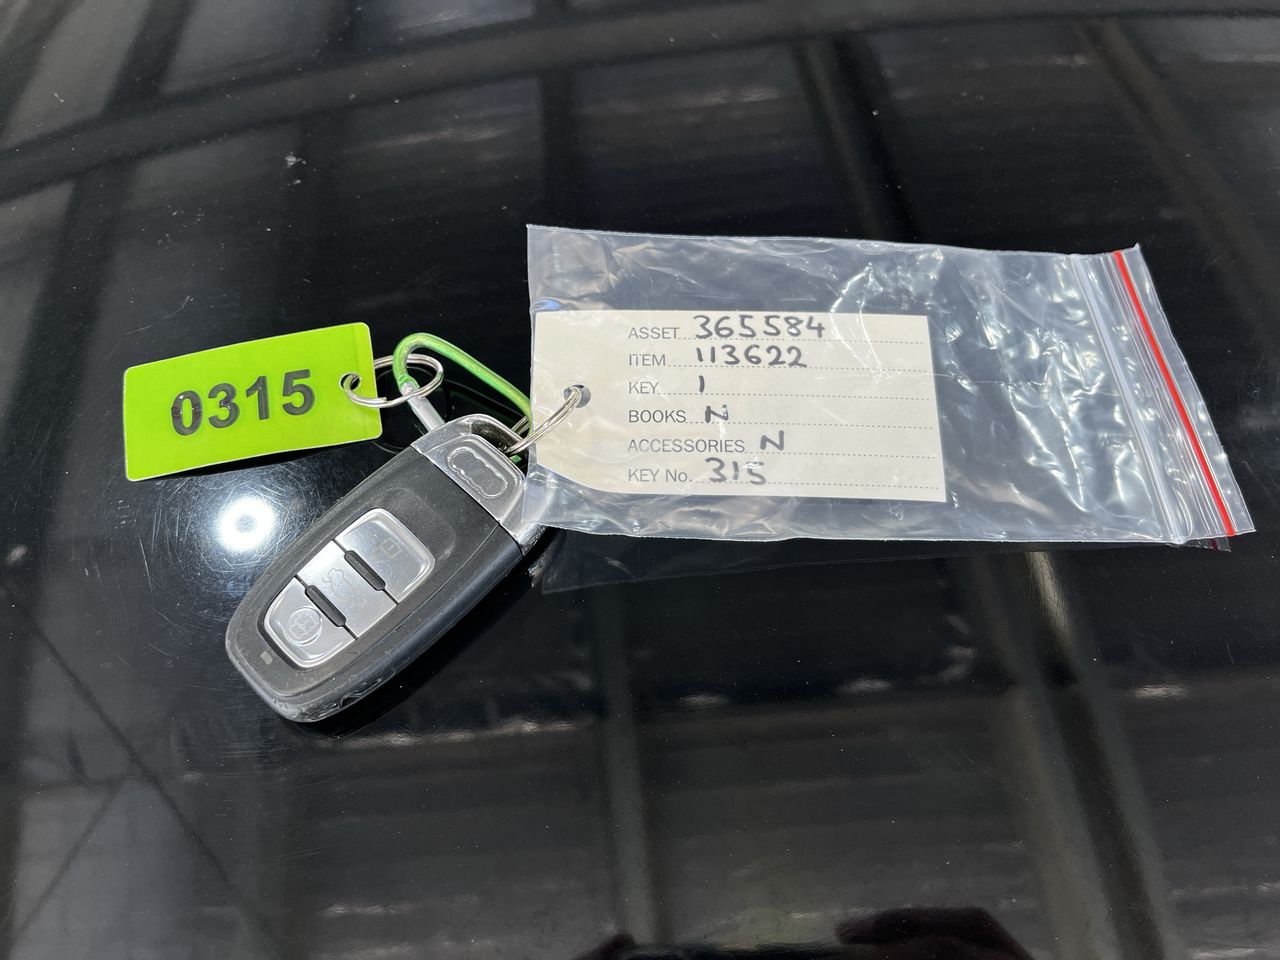 0315
ASSET 365584
ITEM 113622
KEY 1
BOOKS N
ACCESSORIES N
KEY No. 315